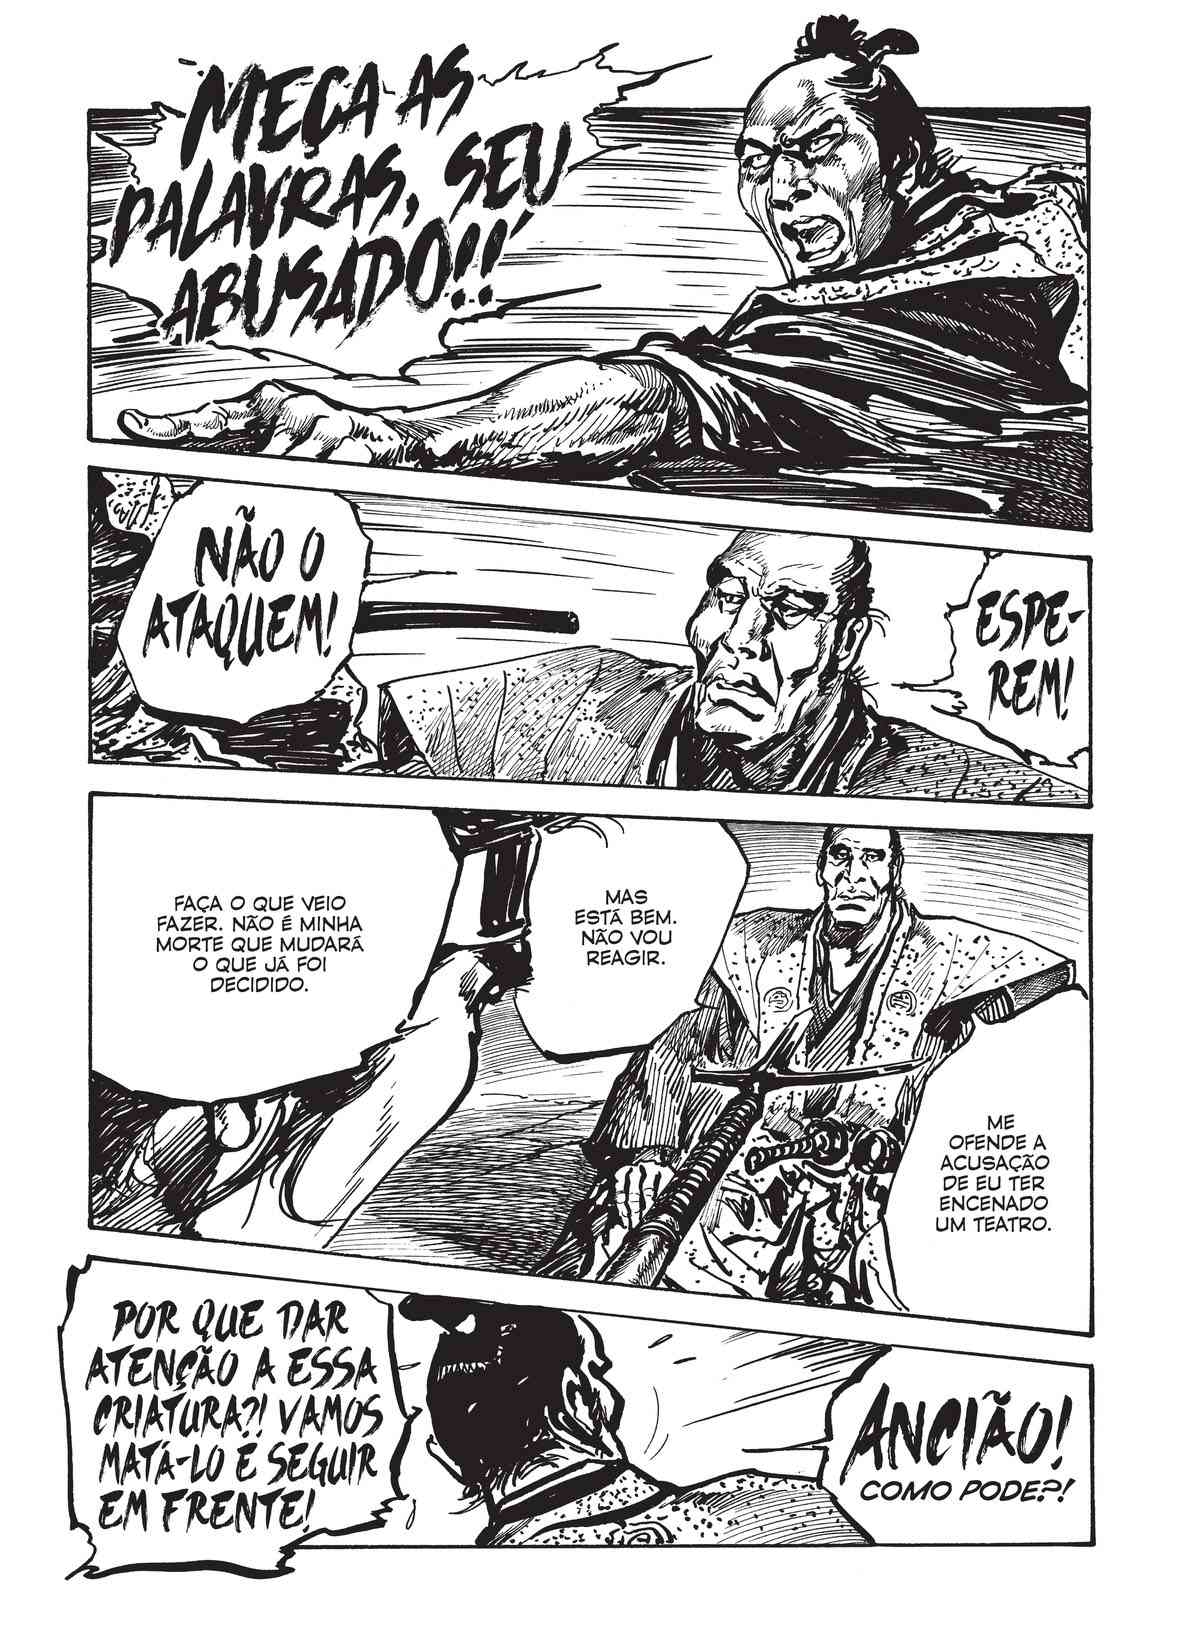 MEÇA AS
PALAVRAS, SEU
ABUSADO!!
ESPE-
REM!
NÃO O
ATAQUEM!
ME
OFENDE A
ACUSAÇÃO
DE EU TER
ENCENADO
UM TEATRO.
MAS
ESTÁ BEM.
NÃO VOU
REAGIR.
FAÇA O QUE VEIO
FAZER. NÃO É MINHA
MORTE QUE MUDARÁ
O QUE JÁ FOI
DECIDIDO.
ANCIÃO!
COMO PODE?!
POR QUE DAR
ATENÇÃO A ESSA
CRIATURA?! VAMOS
MATÁ-LO E SEGUIR
EM FRENTE!